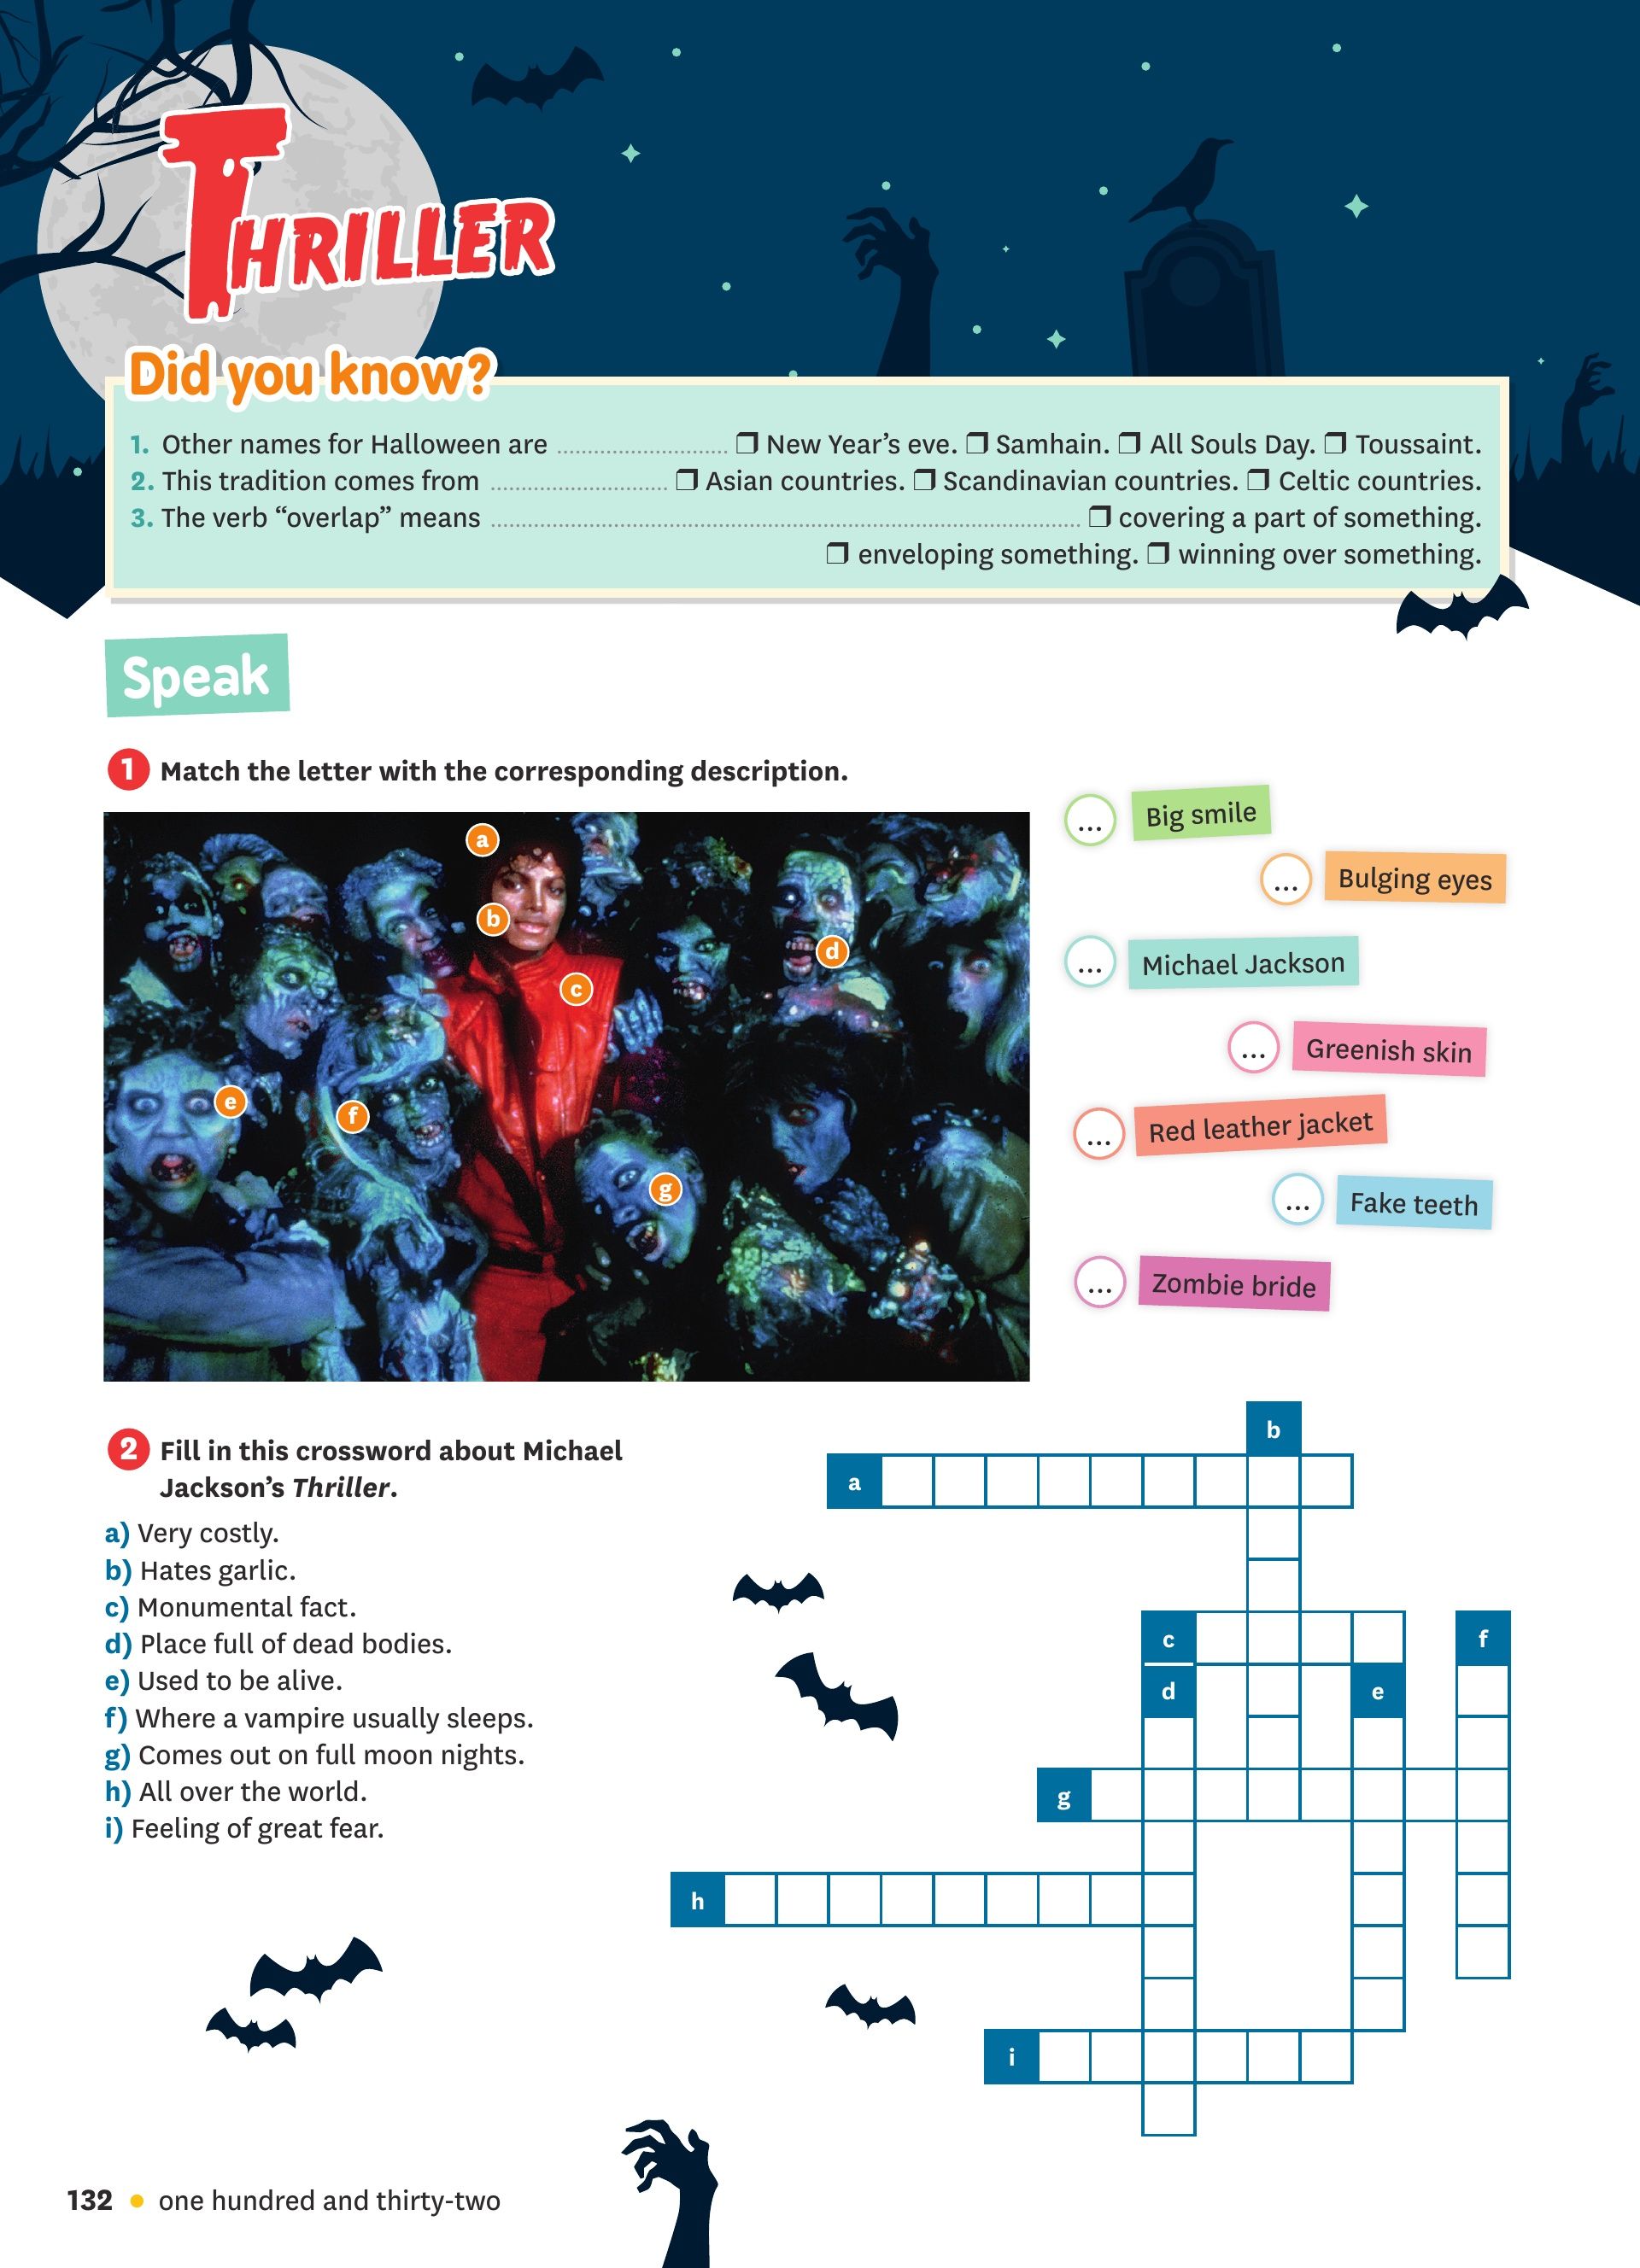 THRILLER
Did you know?
1. Other names for Halloween are ........................... ❒ New Year’s eve. ❒ Samhain. ❒ All Souls Day. ❒ Toussaint.
2. This tradition comes from ............................ ❒ Asian countries. ❒ Scandinavian countries. ❒ Celtic countries.
3. The verb “overlap” means ............................................................................................. ❒ covering a part of something.
❒ enveloping something. ❒ winning over something.
Speak
1 Match the letter with the corresponding description.
a
b
c
d
e
f
g
... Big smile
... Bulging eyes
... Michael Jackson
... Greenish skin
... Red leather jacket
... Fake teeth
... Zombie bride
2 Fill in this crossword about Michael
Jackson’s Thriller.
a) Very costly.
b) Hates garlic.
c) Monumental fact.
d) Place full of dead bodies.
e) Used to be alive.
f) Where a vampire usually sleeps.
g) Comes out on full moon nights.
h) All over the world.
i) Feeling of great fear.
b
a
c
f
d
e
g
h
i
132 • one hundred and thirty-two